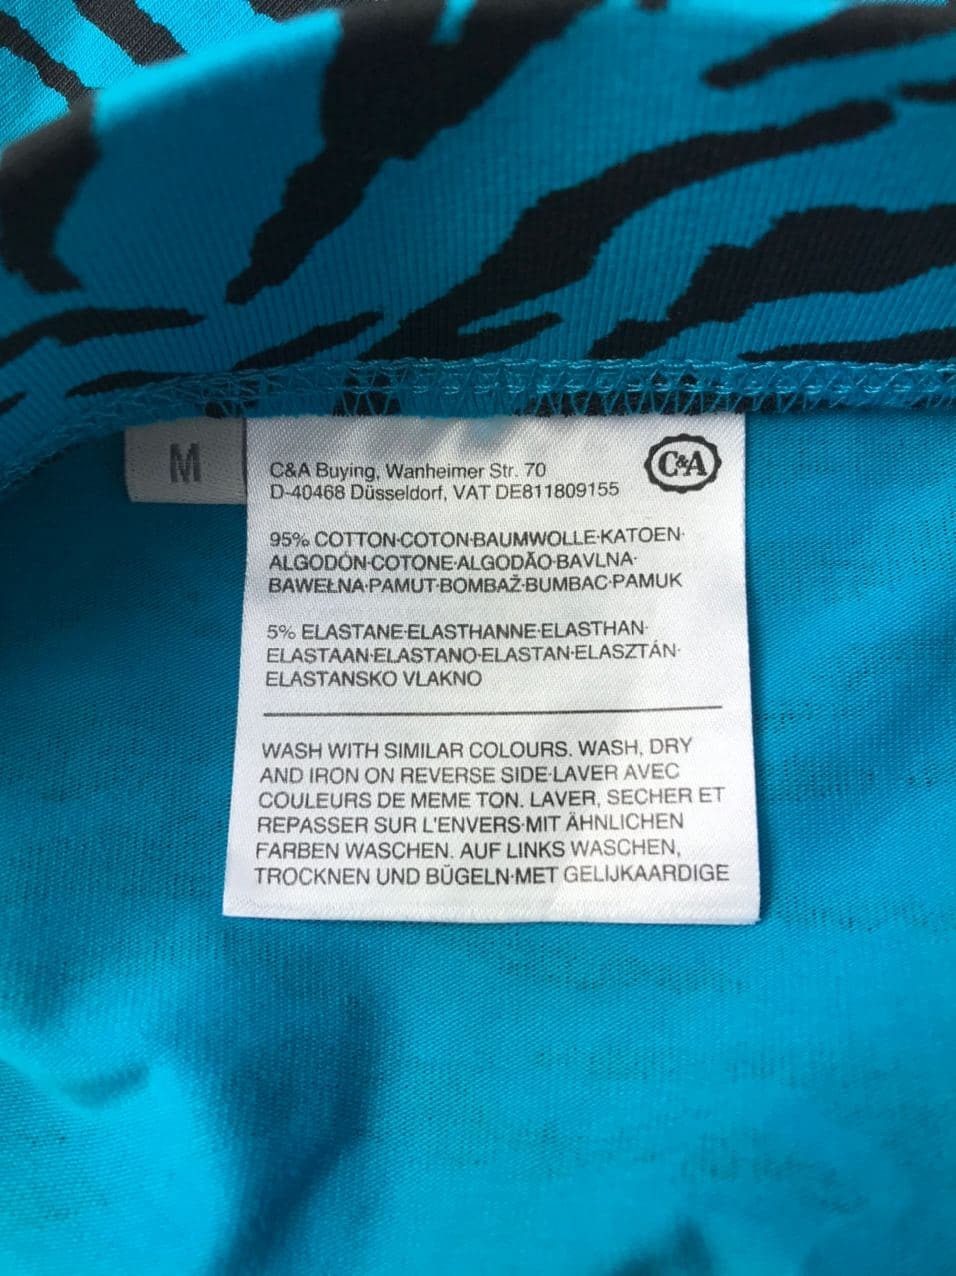 M
C&A Buying, Wanheimer Str. 70
D-40468 Düsseldorf, VAT DE811809155
C&A
95% COTTON·COTON·BAUMWOLLE·KATOEN·
ALGODÓN·COTONE·ALGODÃO·BAVLNA·
BAWEŁNA·PAMUT·BOMBAŽ·BUMBAC·PAMUK
5% ELASTANE·ELASTHANNE·ELASTHAN·
ELASTAAN·ELASTANO·ELASTAN·ELASZTÁN·
ELASTANSKO VLAKNO
WASH WITH SIMILAR COLOURS. WASH, DRY
AND IRON ON REVERSE SIDE·LAVER AVEC
COULEURS DE MEME TON. LAVER, SECHER ET
REPASSER SUR L'ENVERS·MIT ÄHNLICHEN
FARBEN WASCHEN. AUF LINKS WASCHEN,
TROCKNEN UND BÜGELN·MET GELIJKAARDIGE